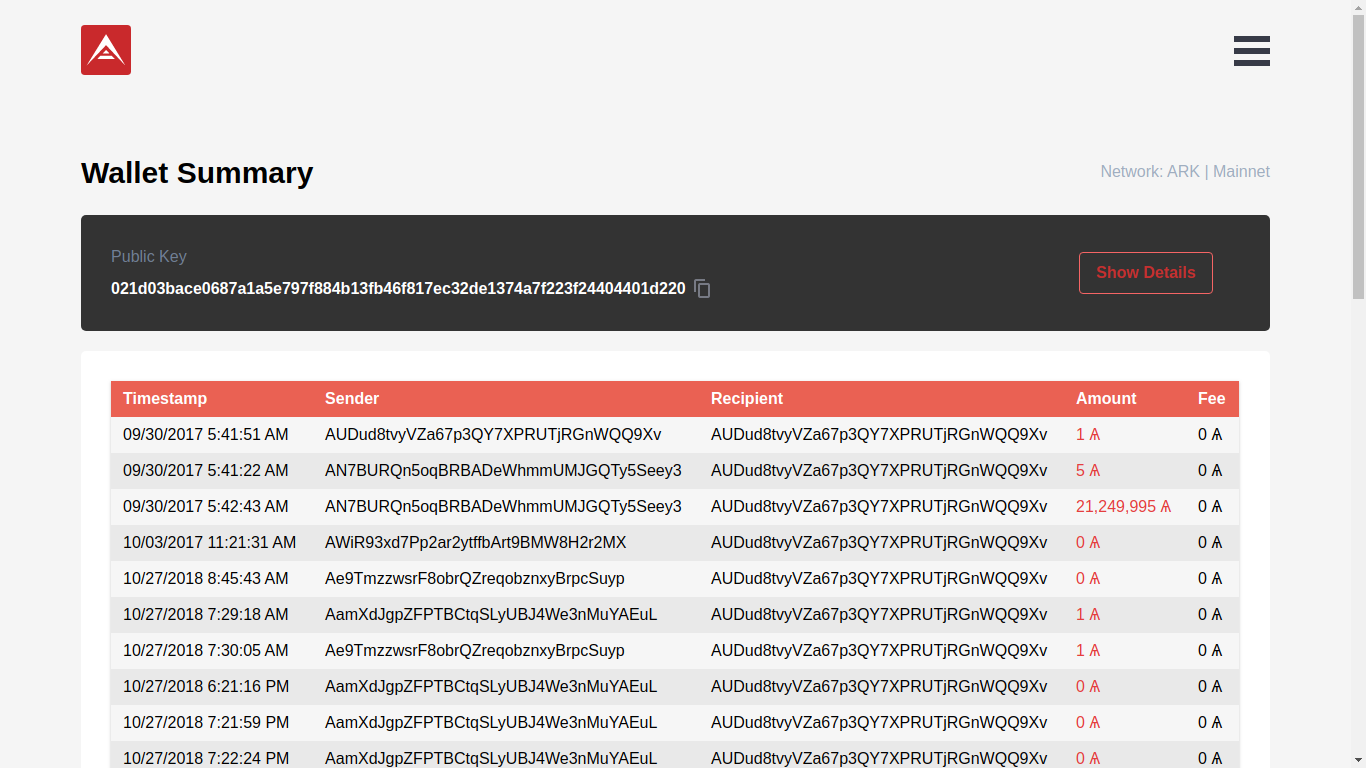 Wallet Summary
Network: ARK | Mainnet
Public Key
021d03bace0687a1a5e797f884b13fb46f817ec32de1374a7f223f24404401d220
Show Details
Timestamp Sender Recipient Amount Fee
09/30/2017 5:41:51 AM AUDud8tvyVZa67p3QY7XPRUTjRGnWQQ9Xv AUDud8tvyVZa67p3QY7XPRUTjRGnWQQ9Xv 1 Ѧ 0 Ѧ
09/30/2017 5:41:22 AM AN7BURQn5oqBRBADeWhmmUMJGQTy5Seey3 AUDud8tvyVZa67p3QY7XPRUTjRGnWQQ9Xv 5 Ѧ 0 Ѧ
09/30/2017 5:42:43 AM AN7BURQn5oqBRBADeWhmmUMJGQTy5Seey3 AUDud8tvyVZa67p3QY7XPRUTjRGnWQQ9Xv 21,249,995 Ѧ 0 Ѧ
10/03/2017 11:21:31 AM AWiR93xd7Pp2ar2ytffbArt9BMW8H2r2MX AUDud8tvyVZa67p3QY7XPRUTjRGnWQQ9Xv 0 Ѧ 0 Ѧ
10/27/2018 8:45:43 AM Ae9TmzzwsrF8obrQZreqobznxyBrpcSuyp AUDud8tvyVZa67p3QY7XPRUTjRGnWQQ9Xv 0 Ѧ 0 Ѧ
10/27/2018 7:29:18 AM AamXdJgpZFPTBCtqSLyUBJ4We3nMuYAEuL AUDud8tvyVZa67p3QY7XPRUTjRGnWQQ9Xv 1 Ѧ 0 Ѧ
10/27/2018 7:30:05 AM Ae9TmzzwsrF8obrQZreqobznxyBrpcSuyp AUDud8tvyVZa67p3QY7XPRUTjRGnWQQ9Xv 1 Ѧ 0 Ѧ
10/27/2018 6:21:16 PM AamXdJgpZFPTBCtqSLyUBJ4We3nMuYAEuL AUDud8tvyVZa67p3QY7XPRUTjRGnWQQ9Xv 0 Ѧ 0 Ѧ
10/27/2018 7:21:59 PM AamXdJgpZFPTBCtqSLyUBJ4We3nMuYAEuL AUDud8tvyVZa67p3QY7XPRUTjRGnWQQ9Xv 0 Ѧ 0 Ѧ
10/27/2018 7:22:24 PM AamXdJgpZFPTBCtqSLyUBJ4We3nMuYAEuL AUDud8tvyVZa67p3QY7XPRUTjRGnWQQ9Xv 0 Ѧ 0 Ѧ